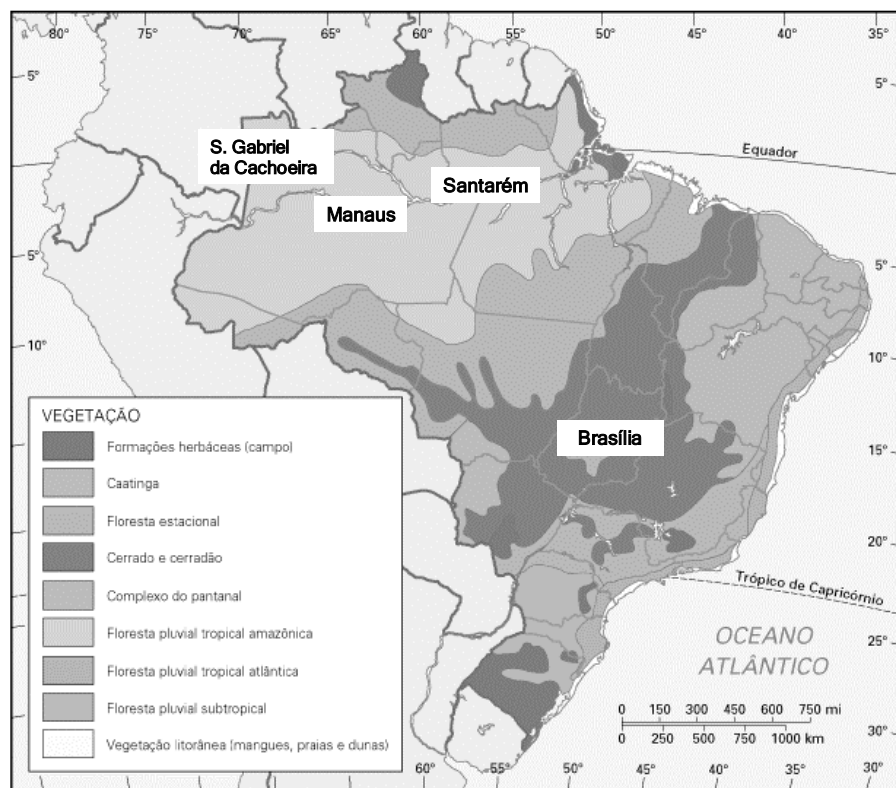 80° 75° 70° 65° 60° 55° 50° 45° 40° 35°
5° 5°
Equador
S. Gabriel
da Cachoeira
Santarém
Manaus
5° 5°
10° 10°
Brasília
15°
20°
Trópico de Capricórnio
25°
30°
OCEANO
ATLÂNTICO
0 150 300 450 600 750 mi
0 250 500 750 1000 km
VEGETAÇÃO
Formações herbáceas (campo)
Caatinga
Floresta estacional
Cerrado e cerradão
Complexo do pantanal
Floresta pluvial tropical amazônica
Floresta pluvial tropical atlântica
Floresta pluvial subtropical
Vegetação litorânea (mangues, praias e dunas)
60° 55° 50° 45° 40° 35°